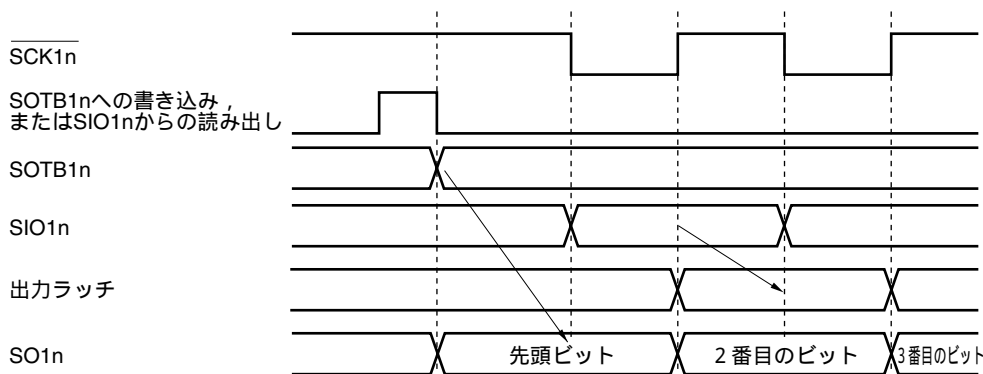 SCK1n
SOTB1nへの書き込み，
またはSIO1nからの読み出し
SOTB1n
SIO1n
出力ラッチ
SO1n
先頭ビット
２番目のビット
3番目のビット